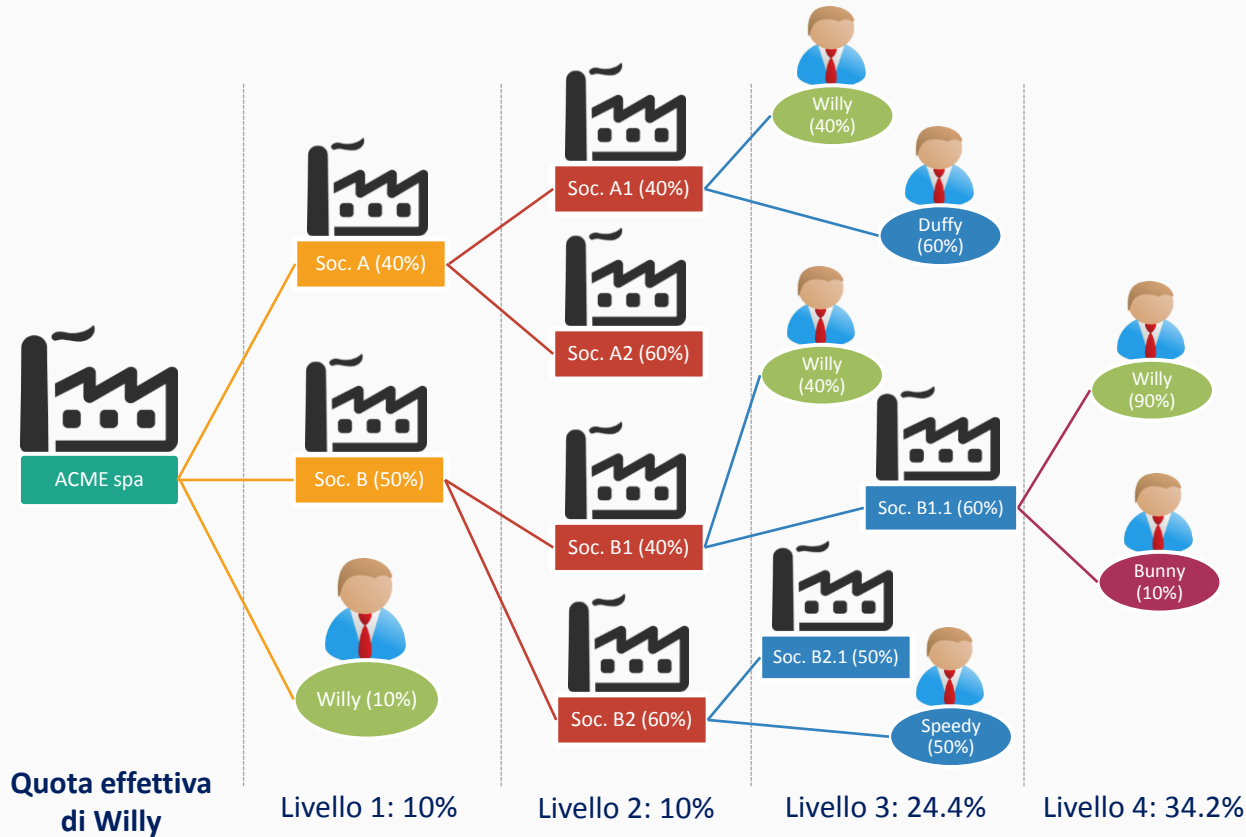 Willy
(40%)
Soc. A1 (40%)
Duffy
(60%)
Soc. A (40%)
Soc. A2 (60%)
Willy
(40%)
Willy
(90%)
ACME spa
Soc. B (50%)
Soc. B1.1 (60%)
Soc. B1 (40%)
Bunny
(10%)
Soc. B2.1 (50%)
Willy (10%)
Soc. B2 (60%)
Speedy
(50%)
Quota effettiva
di Willy
Livello 1: 10%
Livello 2: 10%
Livello 3: 24.4%
Livello 4: 34.2%